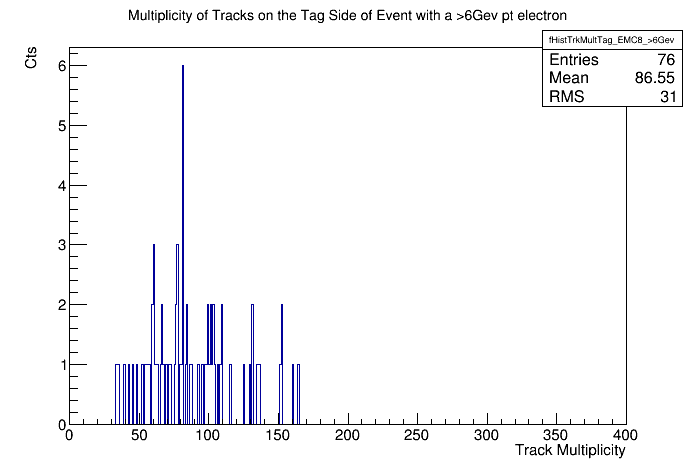 Multiplicity of Tracks on the Tag Side of Event with a >6Gev pt electron
fHistTrkMultTag_EMC8_>6Gev
Entries 76
Mean 86.55
RMS 31
Cts
6
5
4
3
2
1
0
0 50 100 150 200 250 300 350 400
Track Multiplicity